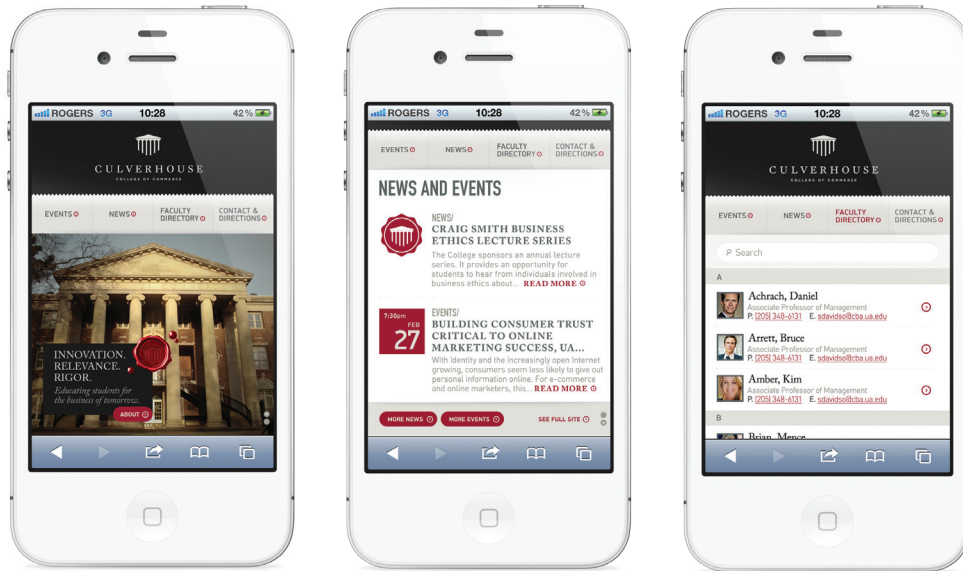 ROGERS 3G 10:28 42%
CULVERHOUSE
COLLEGE OF COMMERCE
EVENTS NEWS FACULTY DIRECTORY CONTACT & DIRECTIONS
INNOVATION.
RELEVANCE.
RIGOR.
Educating students for
the business of tomorrow.
ABOUT
ROGERS 3G 10:28 42%
EVENTS NEWS FACULTY DIRECTORY CONTACT & DIRECTIONS
NEWS AND EVENTS
NEWS/
CRAIG SMITH BUSINESS
ETHICS LECTURE SERIES
The College sponsors an annual lecture
series. It provides an opportunity for
students to hear from individuals involved in
business ethics about... READ MORE
7:30pm
FEB
27
EVENTS/
BUILDING CONSUMER TRUST
CRITICAL TO ONLINE
MARKETING SUCCESS, UA...
With identity and the increasingly open Internet
growing, consumers seem less likely to give out
personal information online. For e-commerce
and online marketers, this... READ MORE
MORE NEWS MORE EVENTS SEE FULL SITE
ROGERS 3G 10:28 42%
CULVERHOUSE
COLLEGE OF COMMERCE
EVENTS NEWS FACULTY DIRECTORY CONTACT & DIRECTIONS
Search
A
Achrach, Daniel
Associate Profesor of Management
P. (205) 348-6131 E. sdavidso@cba.ua.edu
Arrett, Bruce
Associate Profesor of Management
P. (205) 348-6131 E. sdavidso@cba.ua.edu
Amber, Kim
Associate Profesor of Management
P. (205) 348-6131 E. sdavidso@cba.ua.edu
B
Brian, Mence